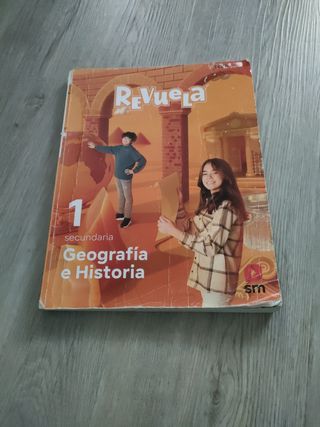 Revuela
1
secundaria
Geografía
e Historia
sm